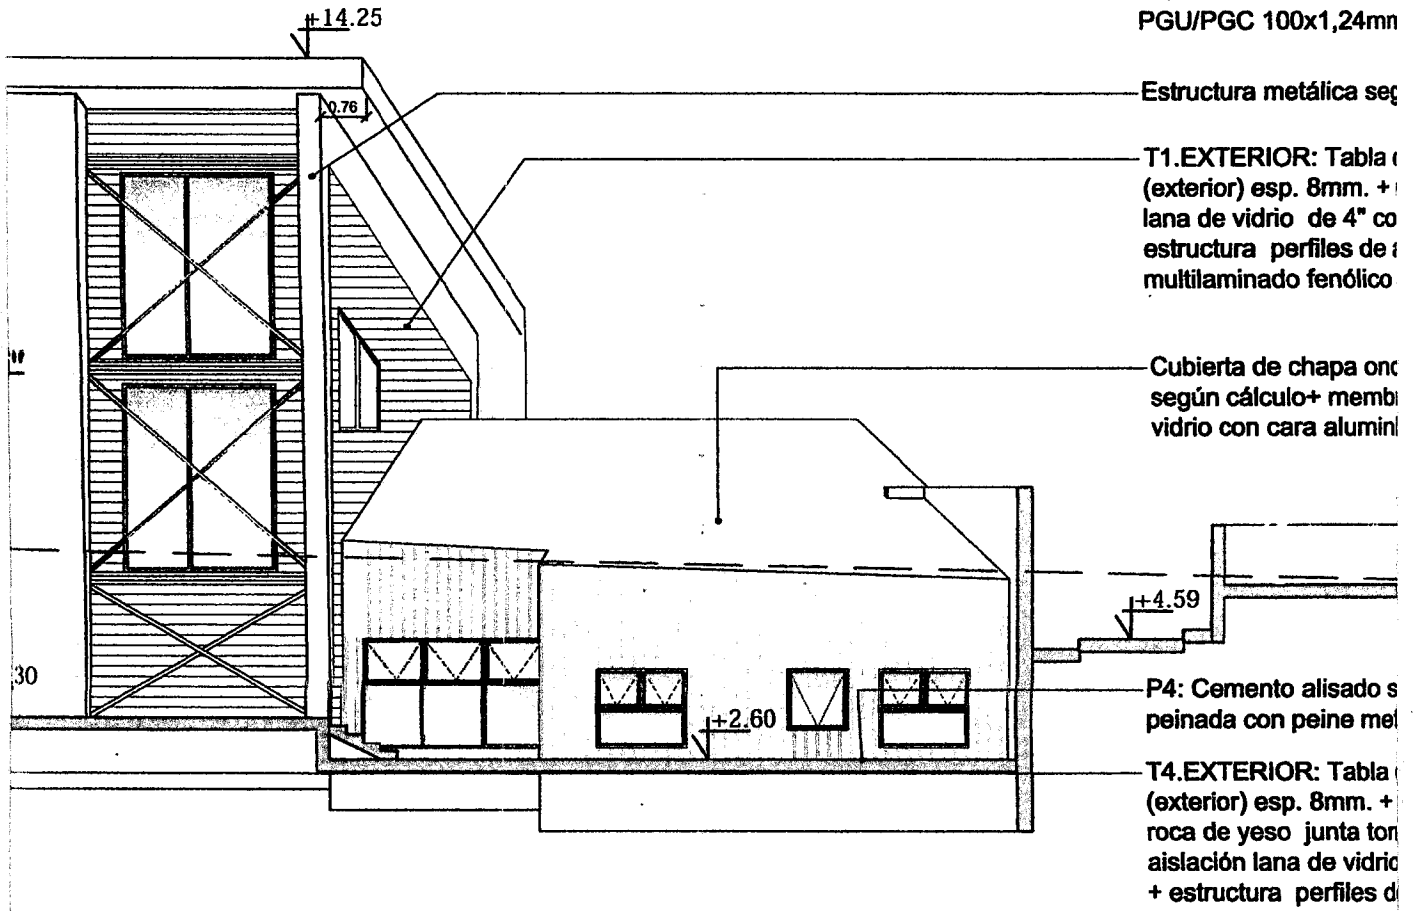 +14.25
PGU/PGC 100x1,24mm
0.76
Estructura metálica seg
T1.EXTERIOR: Tabla
(exterior) esp. 8mm. +
lana de vidrio de 4" co
estructura perfiles de
multilaminado fenólico
Cubierta de chapa ond
según cálculo+ memb
vidrio con cara alumin
+4.59
30
+2.60
P4: Cemento alisado s
peinada con peine met
T4.EXTERIOR: Tabla
(exterior) esp. 8mm. +
roca de yeso junta tom
aislación lana de vidrio
+ estructura perfiles d